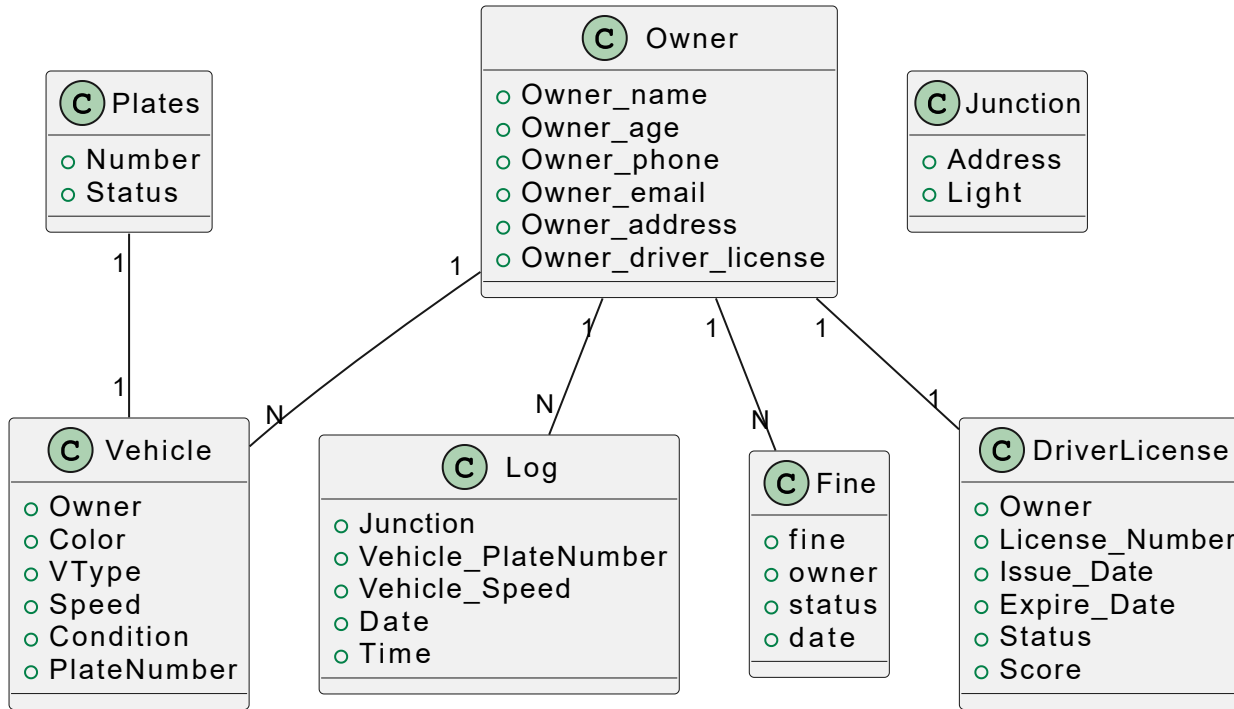 C Owner
Owner_name
Owner_age
Owner_phone
Owner_email
Owner_address
Owner_driver_license
C Plates
Number
Status
C Junction
Address
Light
1
1
1
N
1
N
1
N
1
1
C Vehicle
Owner
Color
VType
Speed
Condition
PlateNumber
C Log
Junction
Vehicle_PlateNumber
Vehicle_Speed
Date
Time
C Fine
fine
owner
status
date
C DriverLicense
Owner
License_Number
Issue_Date
Expire_Date
Status
Score